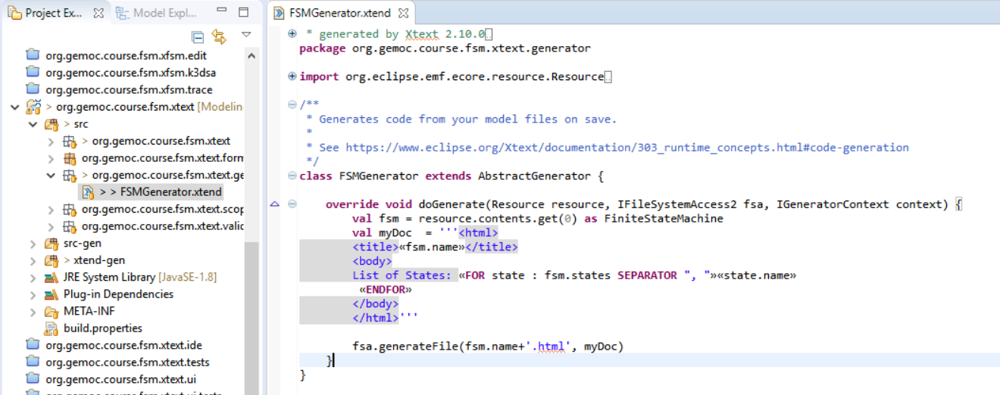 Project Ex...
Model Expl...
org.gemoc.course.fsm.xfsm.edit
org.gemoc.course.fsm.xfsm.k3dsa
org.gemoc.course.fsm.xfsm.trace
> org.gemoc.course.fsm.xtext [Modelin
> src
> org.gemoc.course.fsm.xtext
org.gemoc.course.fsm.xtext.form
> org.gemoc.course.fsm.xtext.ge
> > FSMGenerator.xtend
org.gemoc.course.fsm.xtext.scop
org.gemoc.course.fsm.xtext.valid
src-gen
> xtend-gen
JRE System Library [JavaSE-1.8]
Plug-in Dependencies
META-INF
build.properties
org.gemoc.course.fsm.xtext.ide
org.gemoc.course.fsm.xtext.tests
org.gemoc.course.fsm.xtext.ui
FSMGenerator.xtend
* generated by Xtext 2.10.0..
package org.gemoc.course.fsm.xtext.generator
import org.eclipse.emf.ecore.resource.Resource..
/**
* Generates code from your model files on save.
*
* See https://www.eclipse.org/Xtext/documentation/303_runtime_concepts.html#code-generation
*/
class FSMGenerator extends AbstractGenerator {
override void doGenerate(Resource resource, IFileSystemAccess2 fsa, IGeneratorContext context) {
val fsm = resource.contents.get(0) as FiniteStateMachine
val myDoc = '''<html>
<title>«fsm.name»</title>
<body>
List of States: «FOR state : fsm.states SEPARATOR ", "»«state.name»
«ENDFOR»
</body>
</html>'''
fsa.generateFile(fsm.name+'.html', myDoc)
}
}